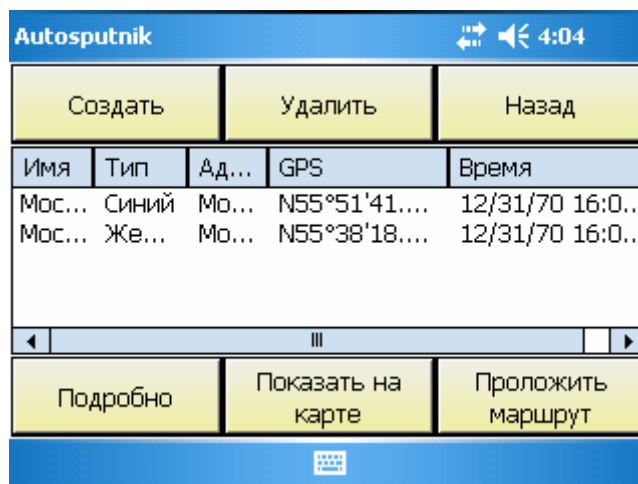 Autosputnik 4:04
Создать Удалить Назад
Имя Тип Ад... GPS Время
Мос... Синий Мо... N55°51'41.... 12/31/70 16:0..
Мос... Же... Мо... N55°38'18.... 12/31/70 16:0..
Подробно
Показать на
карте
Проложить
маршрут